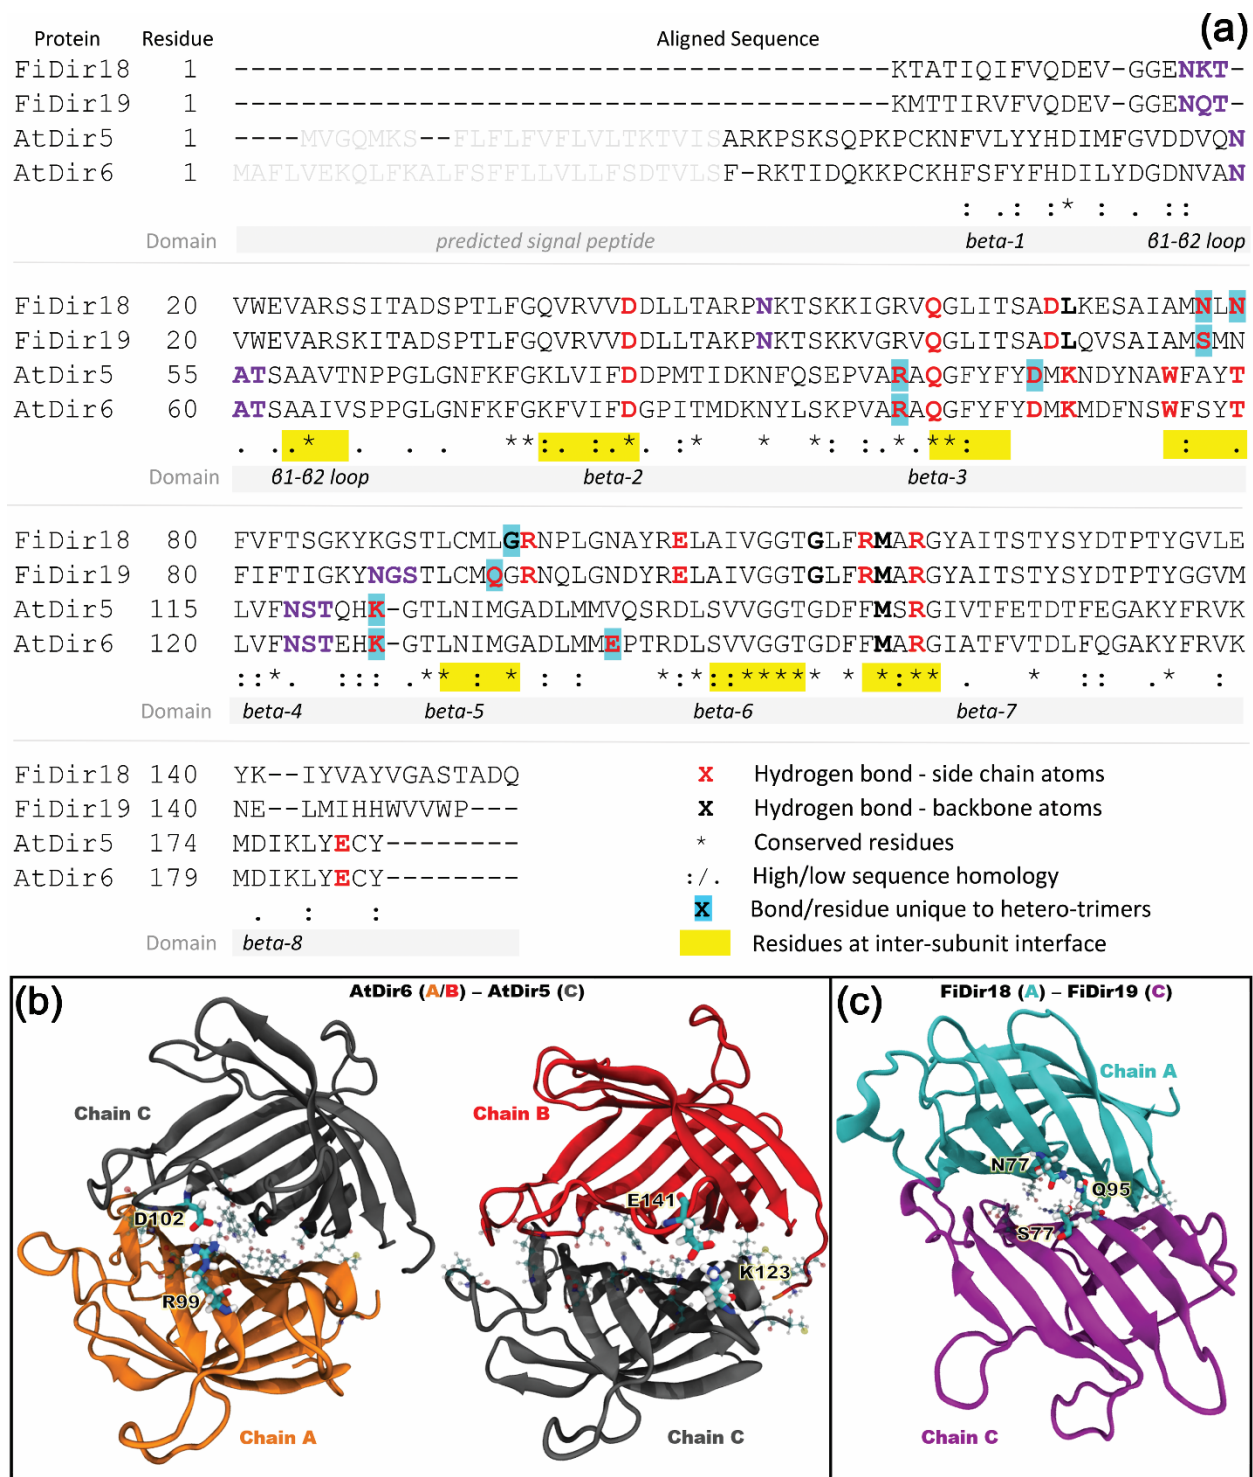 (a)
Protein Residue Aligned Sequence
FiDir18 1 ---------------------------------------KTATIQIFVQDEV-GGENKT-
FiDir19 1 ---------------------------------------KMTTIRVFVQDEV-GGENQT-
AtDir5 1 ----MVGQMKS--FLFLFVFLVLTKTVISARKPSKSQPKPCKNFVLYYHDIMFGVDDVQN
AtDir6 1 MAFLVEKQLFKALFSFFLLVLLFSDTVLSF-RKTIDQKKPCKHFSFYFHDILYDGDNVAN
: .: :* : . ::
Domain predicted signal peptide beta-1 β1-β2 loop
FiDir18 20 VWEVARSSITADSPTLFGQVRVVDDLLTARPNKTSKKIGRVQGLITSADLKESAIAMNLN
FiDir19 20 VWEVARSKITADSPTLFGQVRVVDDLLTAKPNKTSKKIGRVQGLITSADLQVSAIAMSMN
AtDir5 55 ATSAAVTNPPGLGNFKFGKLVIFDDPMTIDKNFQSEPVARAQGFYFYDMKNDYNAWFAYT
AtDir6 60 ATSAAIVSPPGLGNFKFGKFVIFDGPITMDKNYLSKPVARAQGFYFYDMKMDFNSWFSYT
. ..* . . . **:. :.* . :* * : :. * **: : .
Domain β1-β2 loop beta-2 beta-3
FiDir18 80 FVFTSGKYKGSTLCMLGRNPLGNAYRELAIVGGTGLFRMARGYAITSTYSYDTPTYGVLE
FiDir19 80 FIFTIGKYNGSTLCMQGRNQLGNDYRELAIVGGTGLFRMARGYAITSTYSYDTPTYGGVM
AtDir5 115 LVFNSTQHK-GTLNIMGADLMMVQSRDLSVVGGTGDFFMSRGIVTFETDTFEGAKYFRVK
AtDir6 120 LVFNSTEHK-GTLNIMGADLMMEPTRDLSVVGGTGDFFMARGIATFVTDLFQGAKYFRVK
::*. ::: .** : * : : *:* ::***** * *:** . * :: .* :
Domain beta-4 beta-5 beta-6 beta-7
FiDir18 140 YK--IYVAYVGASTADQ
FiDir19 140 NE--LMIHHWVVWP---
AtDir5 174 MDIKLYECY--------
AtDir6 179 MDIKLYECY--------
. : :
Domain beta-8
X Hydrogen bond - side chain atoms
X Hydrogen bond - backbone atoms
* Conserved residues
:/. High/low sequence homology
X Bond/residue unique to hetero-trimers
Residues at inter-subunit interface
(b) AtDir6 (A/B) – AtDir5 (C)
Chain C
D102
R99
Chain A
Chain B
E141
K123
Chain C
(c) FiDir18 (A) – FiDir19 (C)
Chain A
N77
Q95
S77
Chain C